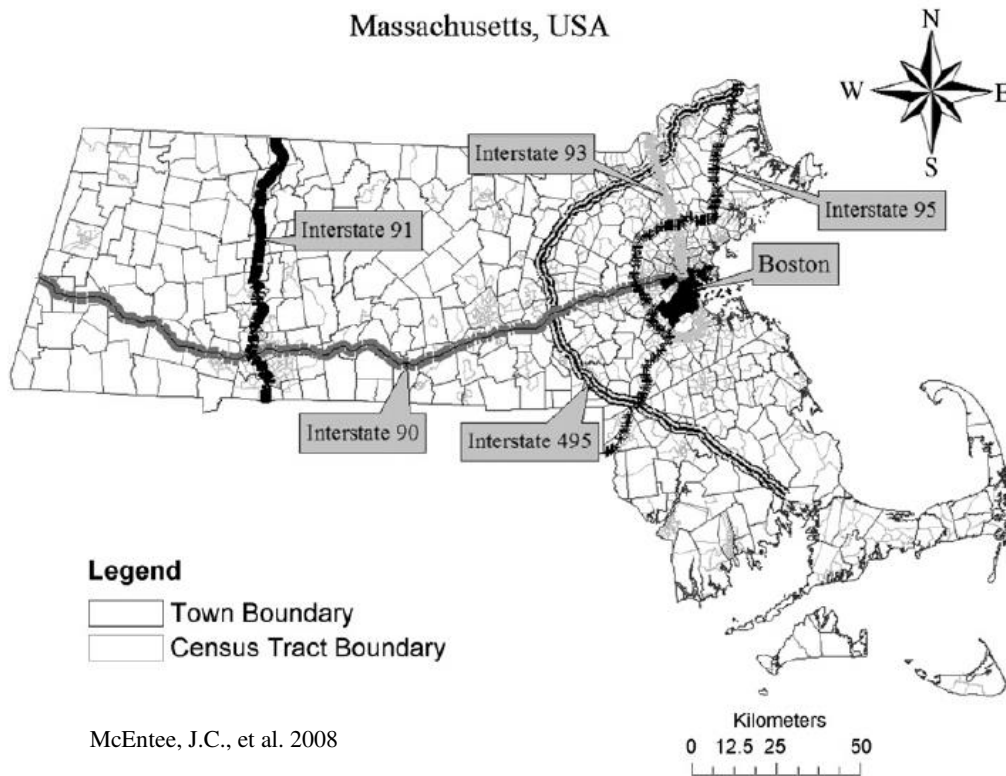 Massachusetts, USA
N
W
E
S
Interstate 93
Interstate 95
Interstate 91
Boston
Interstate 90
Interstate 495
Legend
Town Boundary
Census Tract Boundary
McEntee, J.C., et al. 2008
Kilometers
0 12.5 25 50